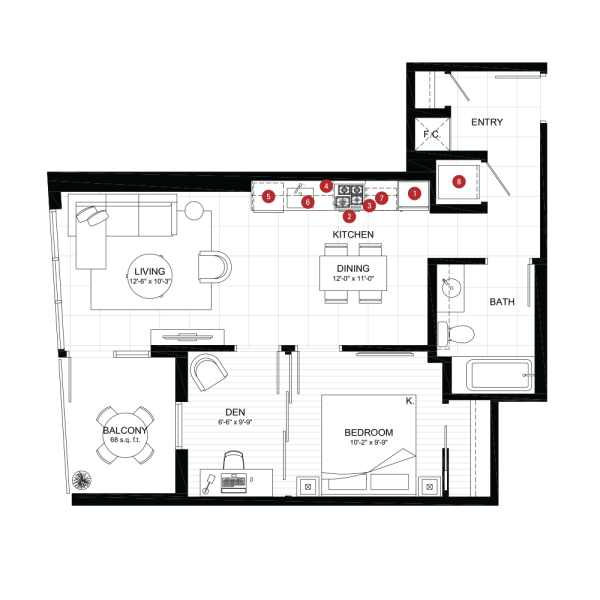 ENTRY
F.C.
8
4
5
6
7
1
3
2
KITCHEN
LIVING
12'-6" x 10'-3"
DINING
12'-0" x 11'-0"
BATH
K.
DEN
6'-6" x 9'-9"
BALCONY
68 s.q. f.t.
BEDROOM
10'-2" x 9'-9"